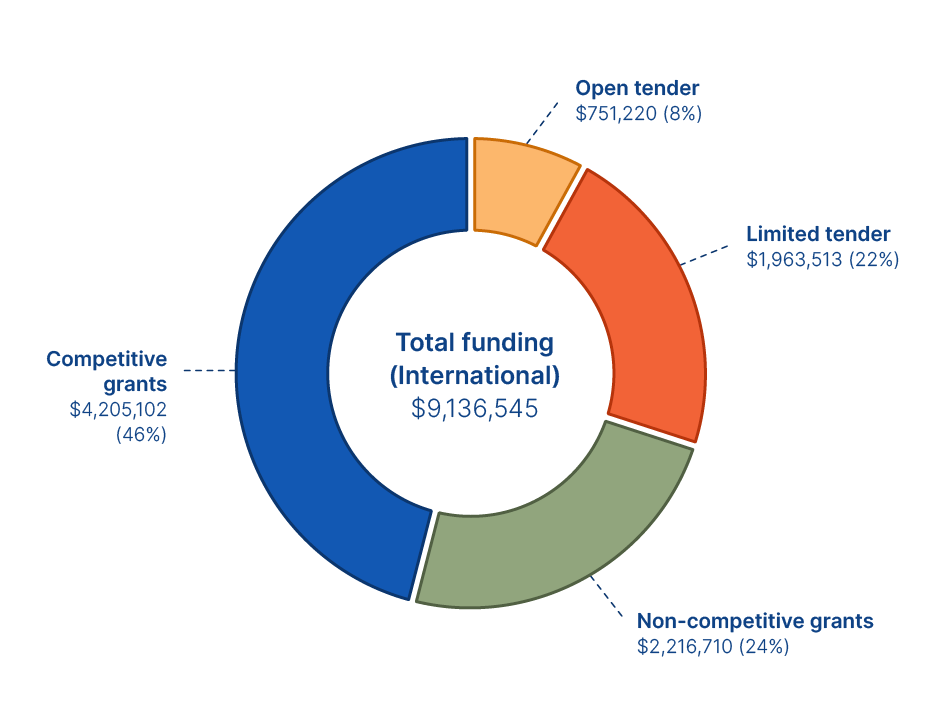 Open tender
$751,220 (8%)
Limited tender
$1,963,513 (22%)
Total funding
(International)
$9,136,545
Competitive
grants
$4,205,102
(46%)
Non-competitive grants
$2,216,710 (24%)